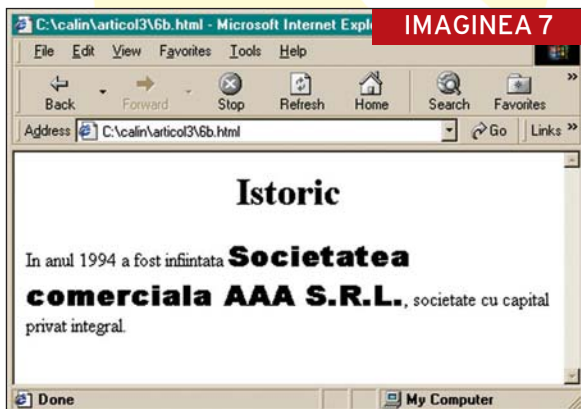 C:\calin\articol3\6b.html - Microsoft Internet Explo
IMAGINEA 7
File Edit View Favorites Tools Help
Back Forward Stop Refresh Home Search Favorites »
Address C:\calin\articol3\6b.html Go Links »
Istoric
In anul 1994 a fost infiintata Societatea
comerciala AAA S.R.L., societate cu capital
privat integral.
Done My Computer